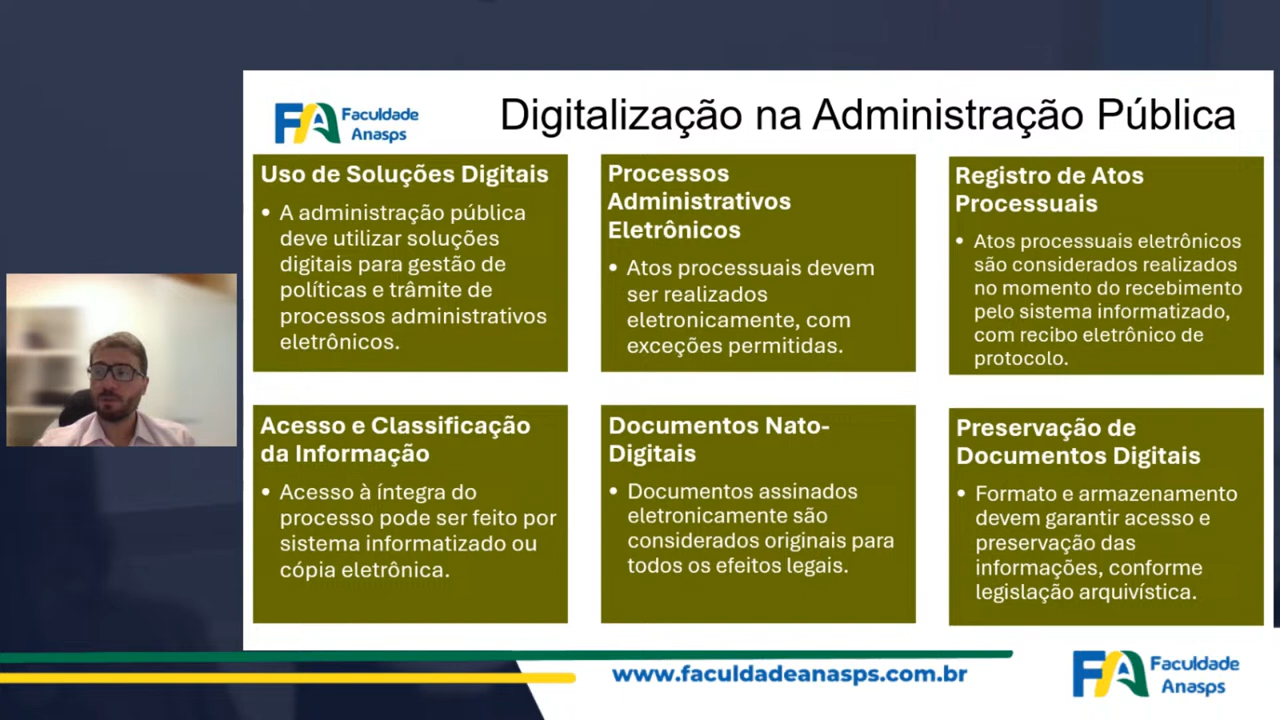 Faculdade
Anasps
Digitalização na Administração Pública
Uso de Soluções Digitais
• A administração pública
deve utilizar soluções
digitais para gestão de
políticas e trâmite de
processos administrativos
eletrônicos.
Processos
Administrativos
Eletrônicos
• Atos processuais devem
ser realizados
eletronicamente, com
exceções permitidas.
Registro de Atos
Processuais
• Atos processuais eletrônicos
são considerados realizados
no momento do recebimento
pelo sistema informatizado,
com recibo eletrônico de
protocolo.
Acesso e Classificação
da Informação
• Acesso à íntegra do
processo pode ser feito por
sistema informatizado ou
cópia eletrônica.
Documentos Nato-
Digitais
• Documentos assinados
eletronicamente são
considerados originais para
todos os efeitos legais.
Preservação de
Documentos Digitais
• Formato e armazenamento
devem garantir acesso e
preservação das
informações, conforme
legislação arquivística.
www.faculdadeanasps.com.br
FA
Faculdade
Anasps